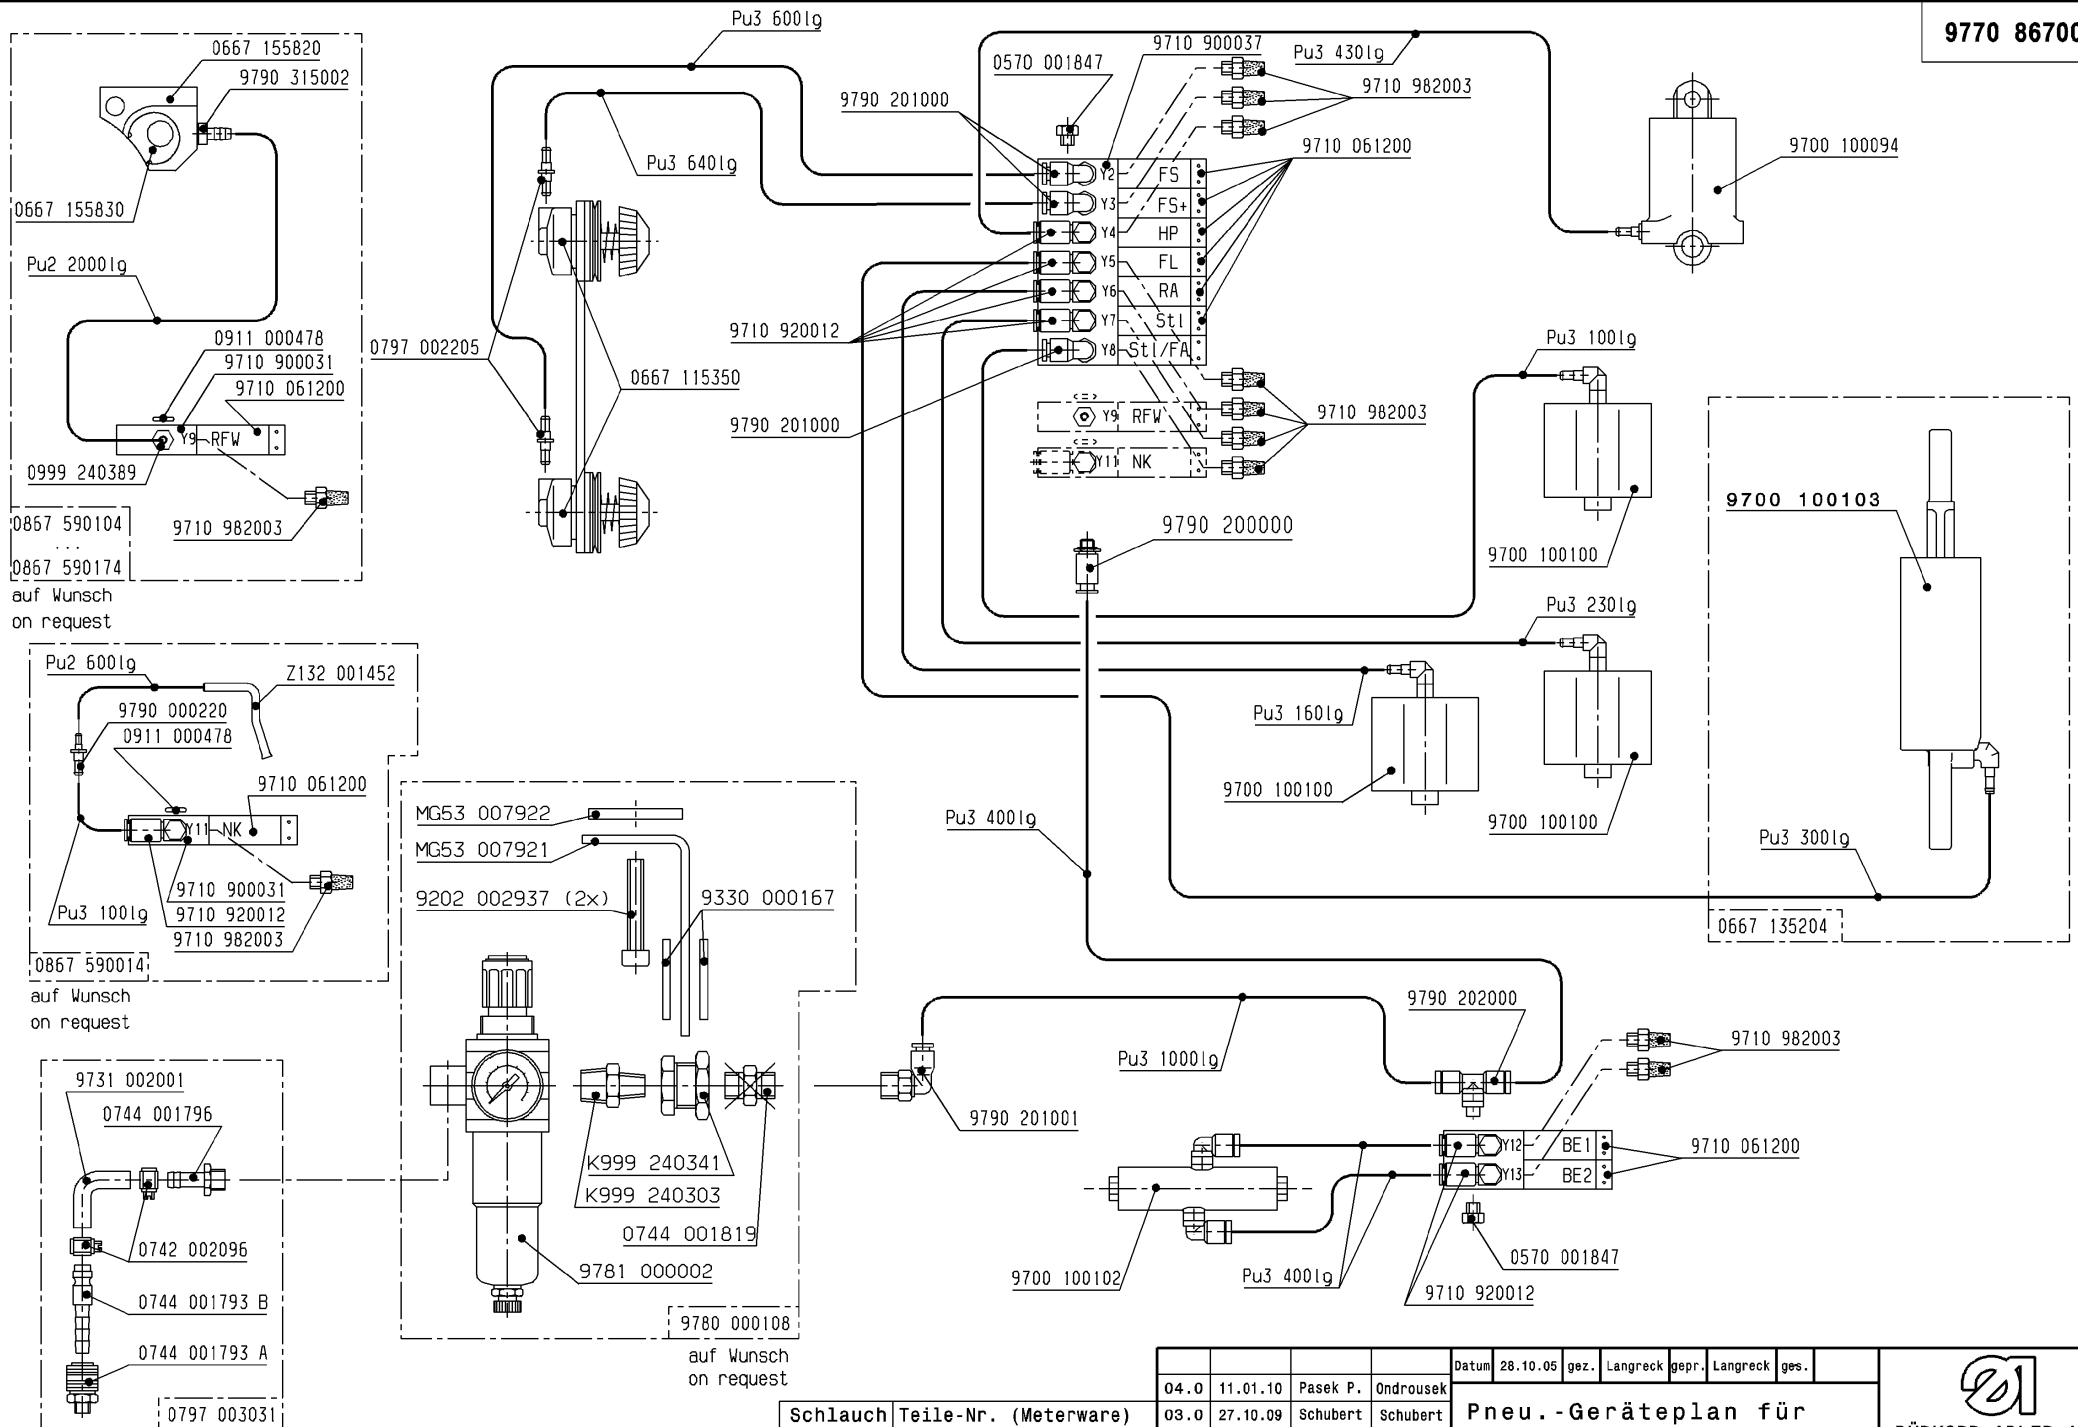 9770 86700
0667 155820
9790 315002
0667 155830
Pu2 2000lg
0911 000478
9710 900031
9710 061200
Y9
RFW
0999 240389
9710 982003
0867 590104
...
0867 590174
auf Wunsch
on request
Pu3 600lg
Pu3 640lg
0797 002205
0667 115350
9790 201000
0570 001847
9710 900037
Pu3 430lg
9710 982003
9710 061200
9700 100094
Y2 FS
Y3 FS+
Y4 HP
Y5 FL
Y6 RA
Y7 Stl
Y8 Stl/FA
Y9 RFW
Y11 NK
9710 920012
9790 201000
9710 982003
9790 200000
Pu3 100lg
9700 100100
Pu3 230lg
9700 100100
Pu3 160lg
9700 100100
9700 100103
Pu3 300lg
0667 135204
Pu2 600lg
Z132 001452
9790 000220
0911 000478
9710 061200
Y11 NK
9710 900031
Pu3 100lg
9710 920012
9710 982003
0867 590014
auf Wunsch
on request
MG53 007922
MG53 007921
9202 002937 (2x)
9330 000167
K999 240341
K999 240303
0744 001819
9781 000002
9780 000108
auf Wunsch
on request
9731 002001
0744 001796
0742 002096
0744 001793 B
0744 001793 A
0797 003031
Pu3 400lg
Pu3 1000lg
9790 201001
9790 202000
9710 982003
Y12 BE1
Y13 BE2
9710 061200
0570 001847
9710 920012
Pu3 400lg
9700 100102
Datum 28.10.05 gez. Langreck gepr. Langreck ges.
04.0 11.01.10 Pasek P. Ondrousek
03.0 27.10.09 Schubert Schubert
Schlauch Teile-Nr. (Meterware)
Pneu.-Geräteplan für